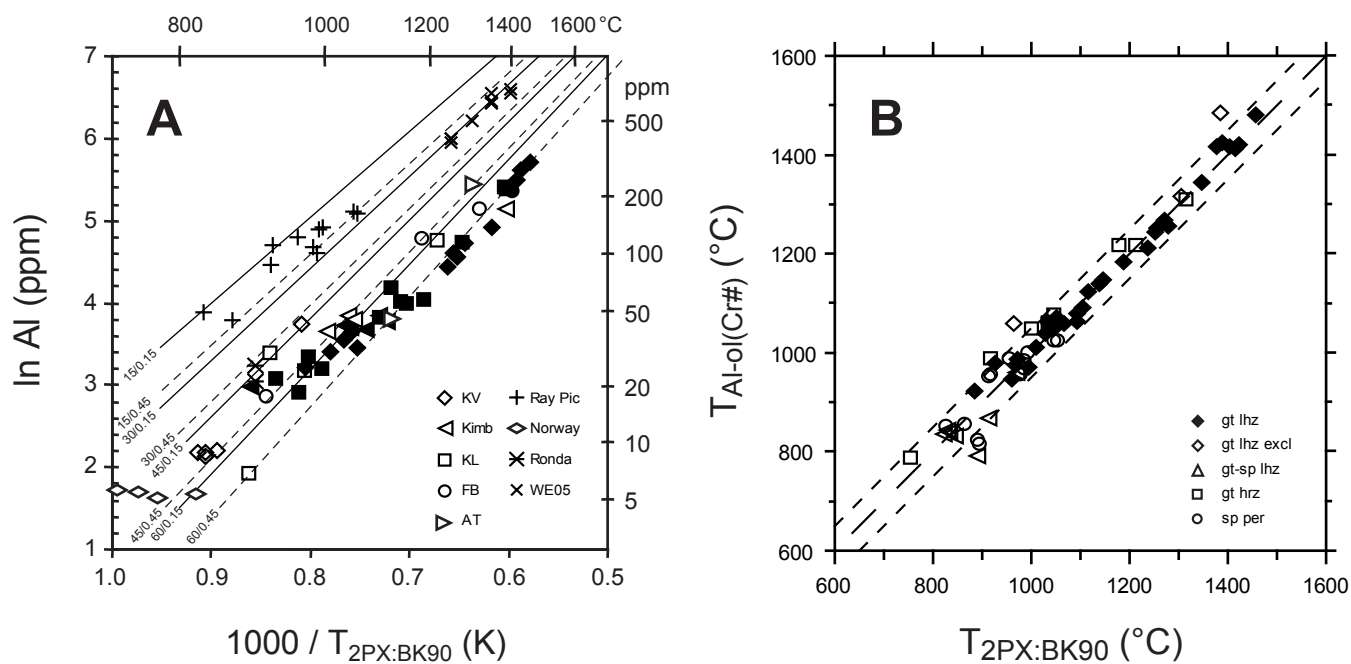 800 1000 1200 1400 1600 °C
7
6
5
4
3
2
1
ln Al (ppm)
A
ppm
500
200
100
50
20
10
5
15/0.15
15/0.45
30/0.15
30/0.45
45/0.15
45/0.45
60/0.15
60/0.45
KV
Kimb
KL
FB
AT
Ray Pic
Norway
Ronda
WE05
1.0 0.9 0.8 0.7 0.6 0.5
1000 / T2PX:BK90 (K)
B
1600
1400
1200
1000
800
600
TAl-ol(Cr#) (°C)
gt lhz
gt lhz excl
gt-sp lhz
gt hrz
sp per
600 800 1000 1200 1400 1600
T2PX:BK90 (°C)